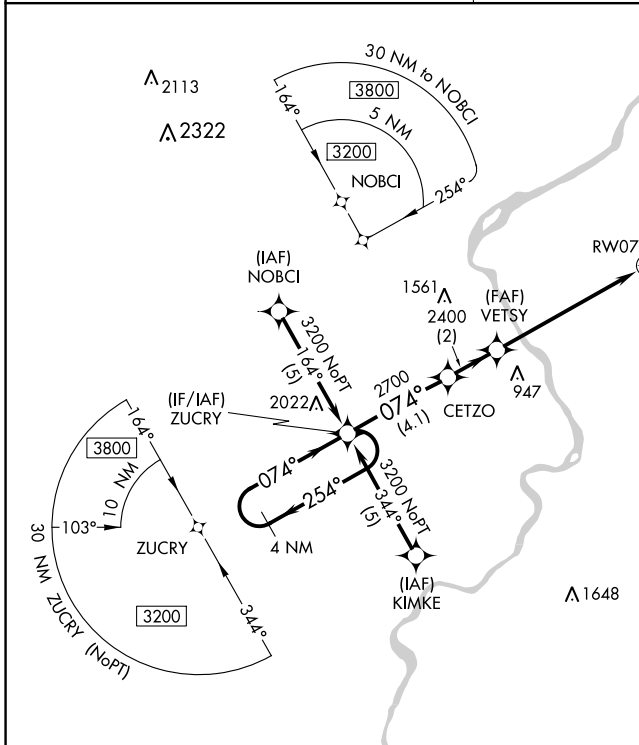 2113
2322
30 NM to NOBCI
3800
5 NM
164°
3200
NOBCI
254°
RW07
(IAF)
NOBCI
1561
(FAF)
VETSY
2400
(2)
3200 NoPT
164°
(5)
2700
074°
(4.1)
947
CETZO
(IF/IAF)
ZUCRY
2022
164°
3800
10 NM
103°
30 NM ZUCRY (NoPT)
ZUCRY
3200
344°
074°
254°
4 NM
3200 NoPT
344°
(5)
(IAF)
KIMKE
1648